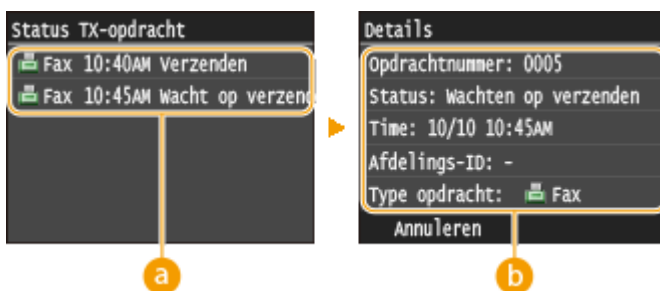 Status TX-opdracht
Fax 10:40AM Verzenden
Fax 10:45AM Wacht op verzend
a
Details
Opdrachtnummer: 0005
Status: Wachten op verzenden
Time: 10/10 10:45AM
Afdelings-ID: -
Type opdracht: Fax
Annuleren
b